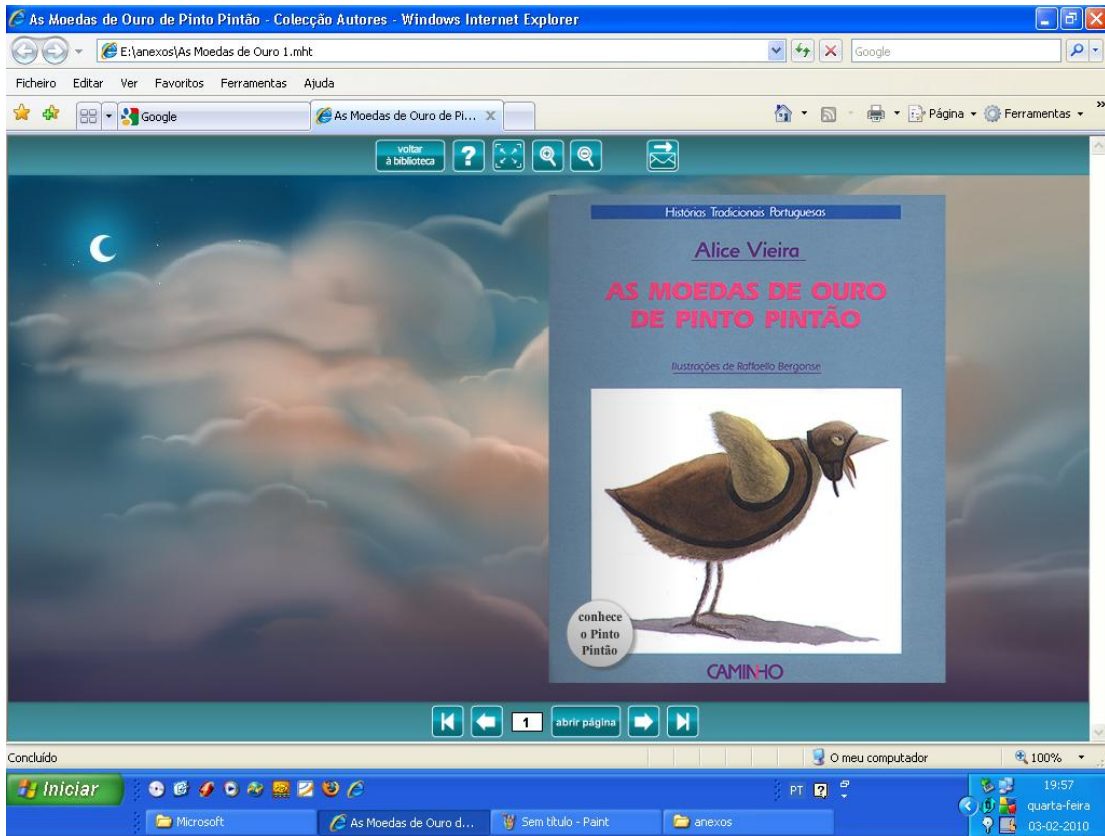 As Moedas de Ouro de Pinto Pintão - Colecção Autores - Windows Internet Explorer
E:\anexos\As Moedas de Ouro 1.mht
Google
Ficheiro Editar Ver Favoritos Ferramentas Ajuda
Google
As Moedas de Ouro de Pi...
Página
Ferramentas
voltar
à biblioteca
Histórias Tradicionais Portuguesas
Alice Vieira
AS MOEDAS DE OURO
DE PINTO PINTÃO
Ilustrações de Raffaello Bergonse
conhece
o Pinto
Pintão
CAMINHO
1
abrir página
Concluído
O meu computador
100%
Iniciar
PT
19:57
quarta-feira
03-02-2010
Microsoft
As Moedas de Ouro d...
Sem título - Paint
anexos